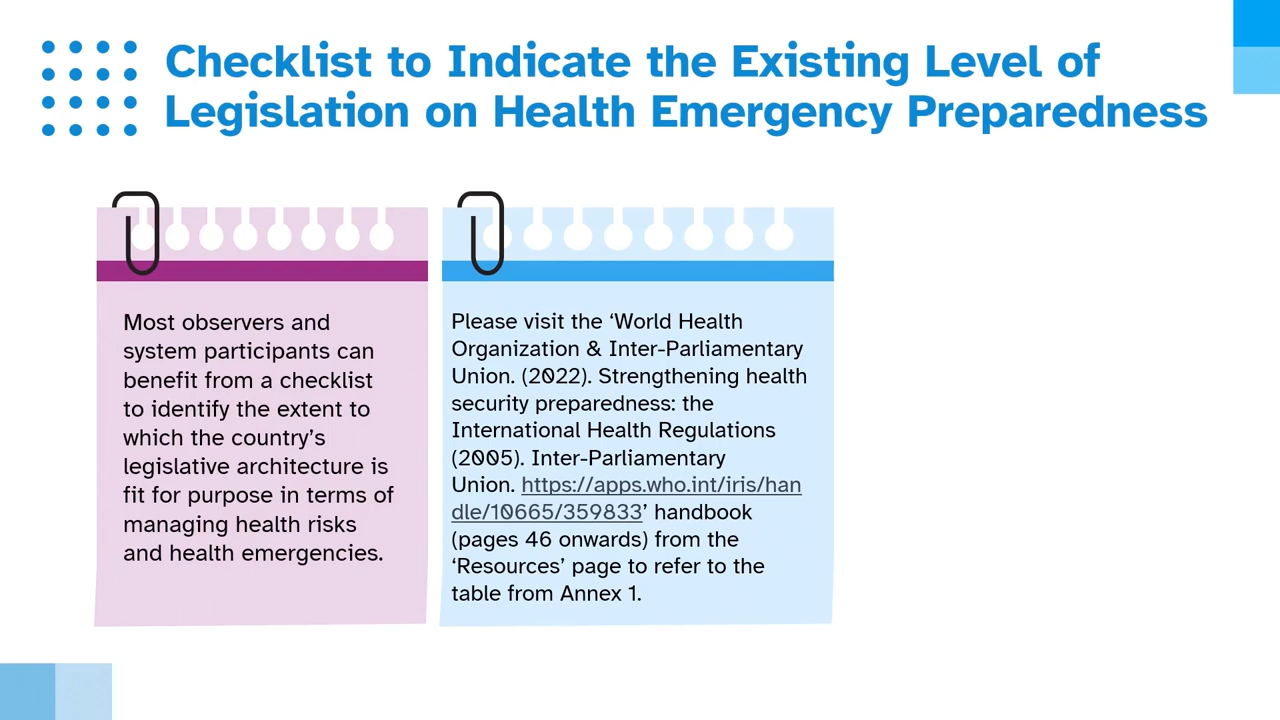 Checklist to Indicate the Existing Level of
Legislation on Health Emergency Preparedness
Most observers and
system participants can
benefit from a checklist
to identify the extent to
which the country’s
legislative architecture is
fit for purpose in terms of
managing health risks
and health emergencies.
Please visit the ‘World Health
Organization & Inter-Parliamentary
Union. (2022). Strengthening health
security preparedness: the
International Health Regulations
(2005). Inter-Parliamentary
Union. https://apps.who.int/iris/han
dle/10665/359833’ handbook
(pages 46 onwards) from the
‘Resources’ page to refer to the
table from Annex 1.